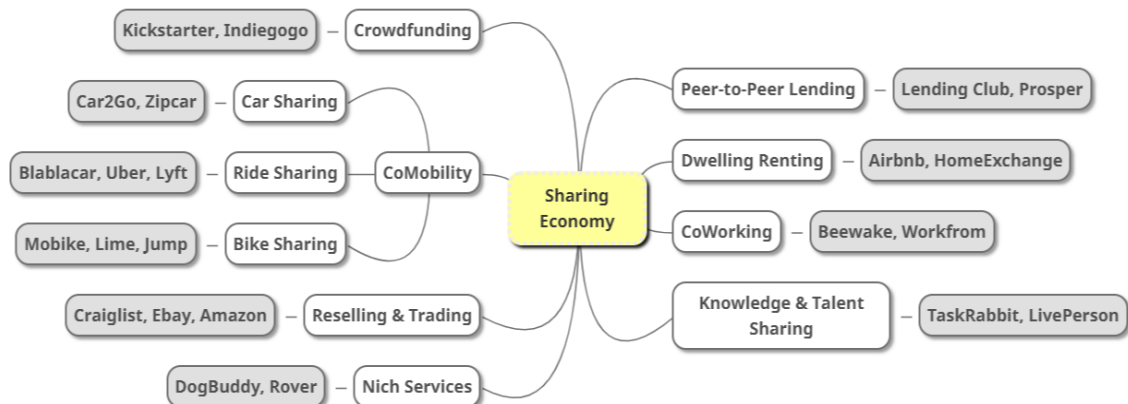 Kickstarter, Indiegogo
Crowdfunding
Car2Go, Zipcar
Car Sharing
Blablacar, Uber, Lyft
Ride Sharing
CoMobility
Mobike, Lime, Jump
Bike Sharing
Craiglist, Ebay, Amazon
Reselling & Trading
DogBuddy, Rover
Nich Services
Sharing
Economy
Peer-to-Peer Lending
Lending Club, Prosper
Dwelling Renting
Airbnb, HomeExchange
CoWorking
Beewake, Workfrom
Knowledge & Talent
Sharing
TaskRabbit, LivePerson